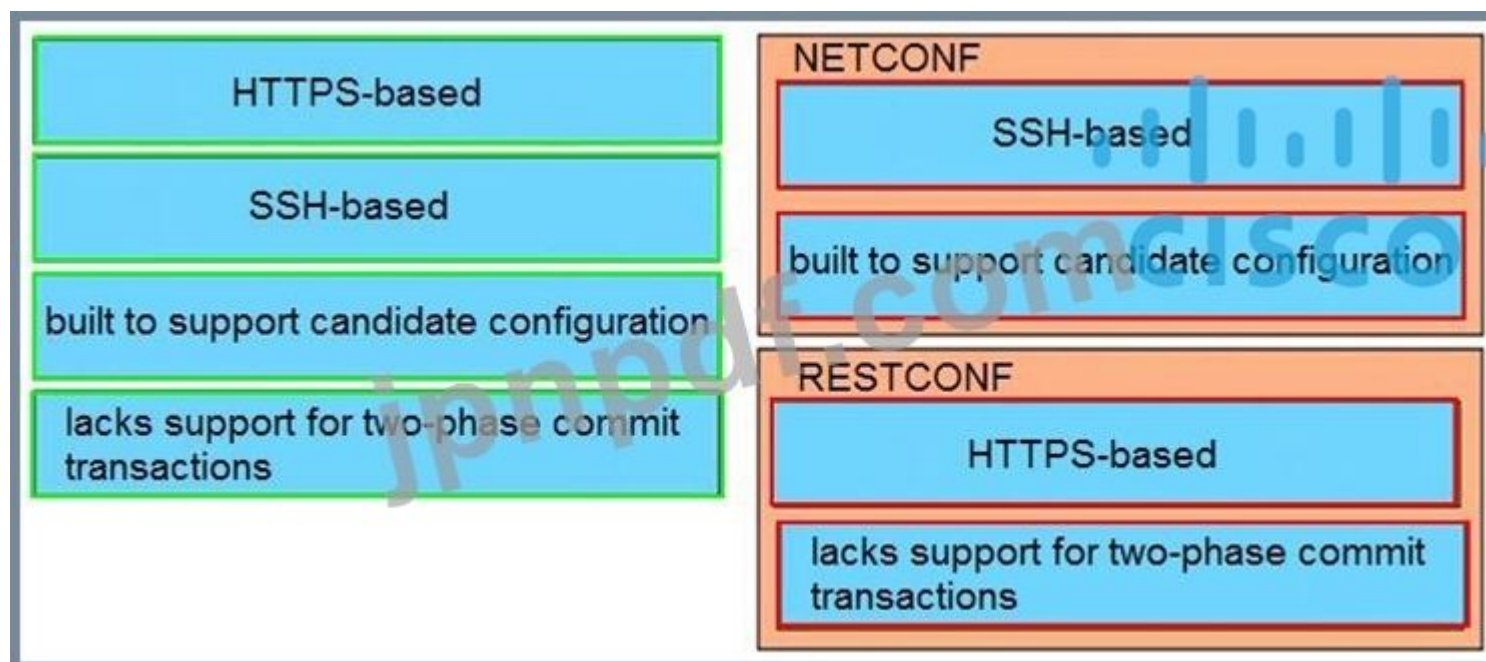 HTTPS-based
SSH-based
built to support candidate configuration
lacks support for two-phase commit
transactions
NETCONF
SSH-based
built to support candidate configuration
RESTCONF
HTTPS-based
lacks support for two-phase commit
transactions
jpnpdf.com
CISCO